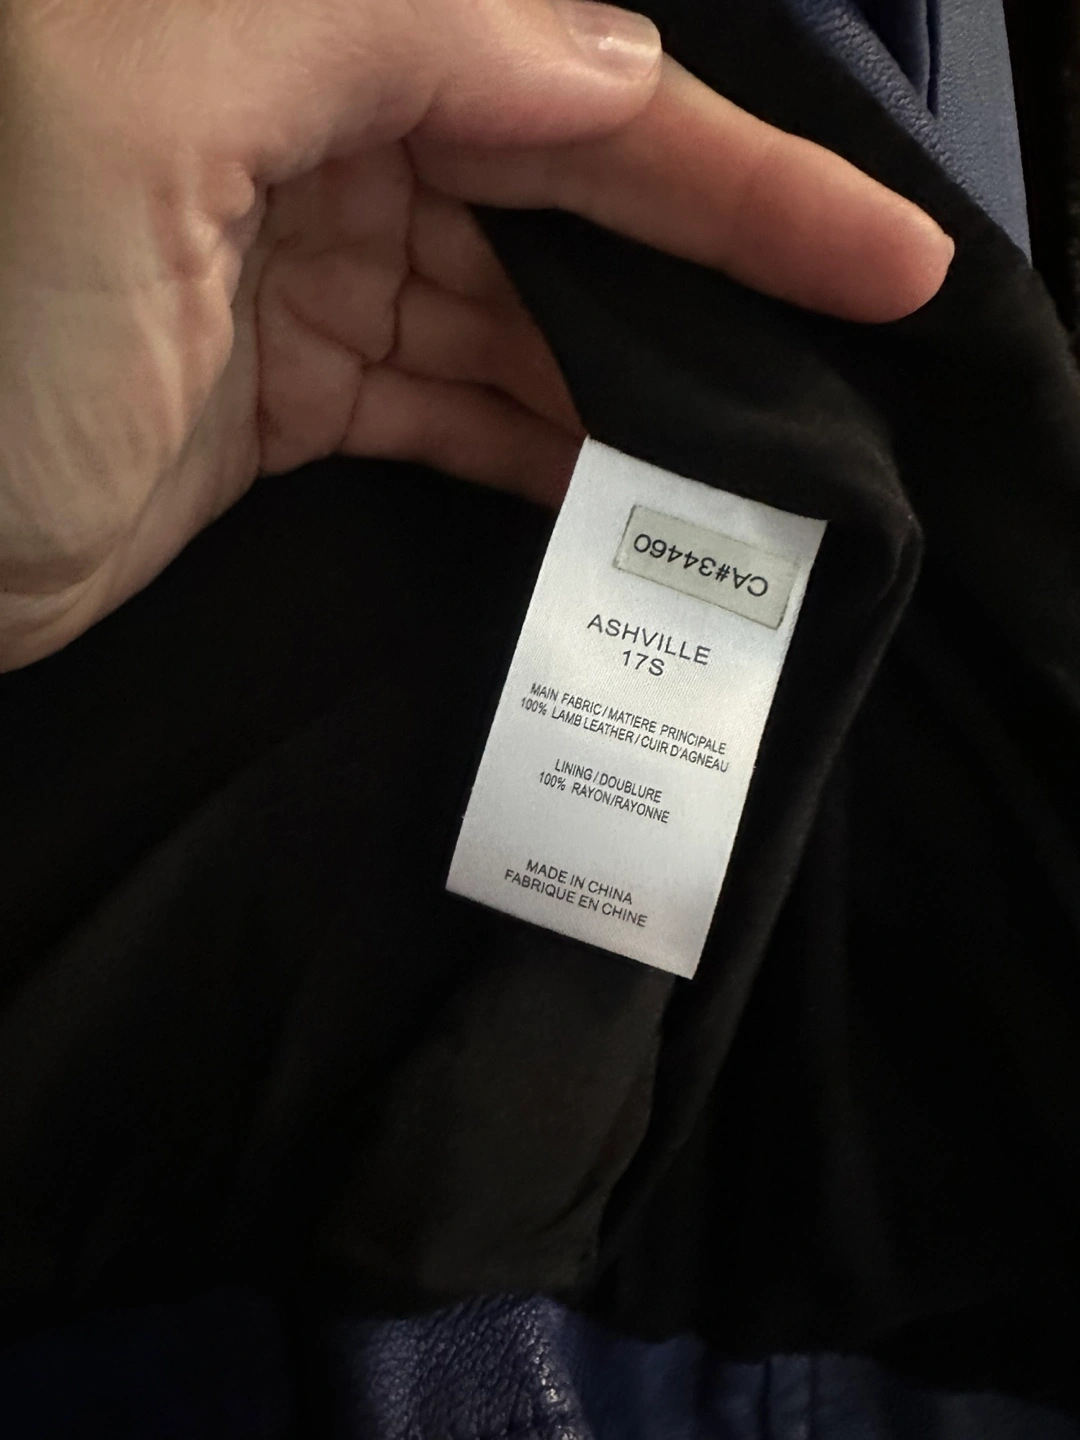 CA#34460
ASHVILLE
17S
MAIN FABRIC/MATIERE PRINCIPALE
100% LAMB LEATHER/CUIR D'AGNEAU
LINING/DOUBLURE
100% RAYON/RAYONNE
MADE IN CHINA
FABRIQUE EN CHINE